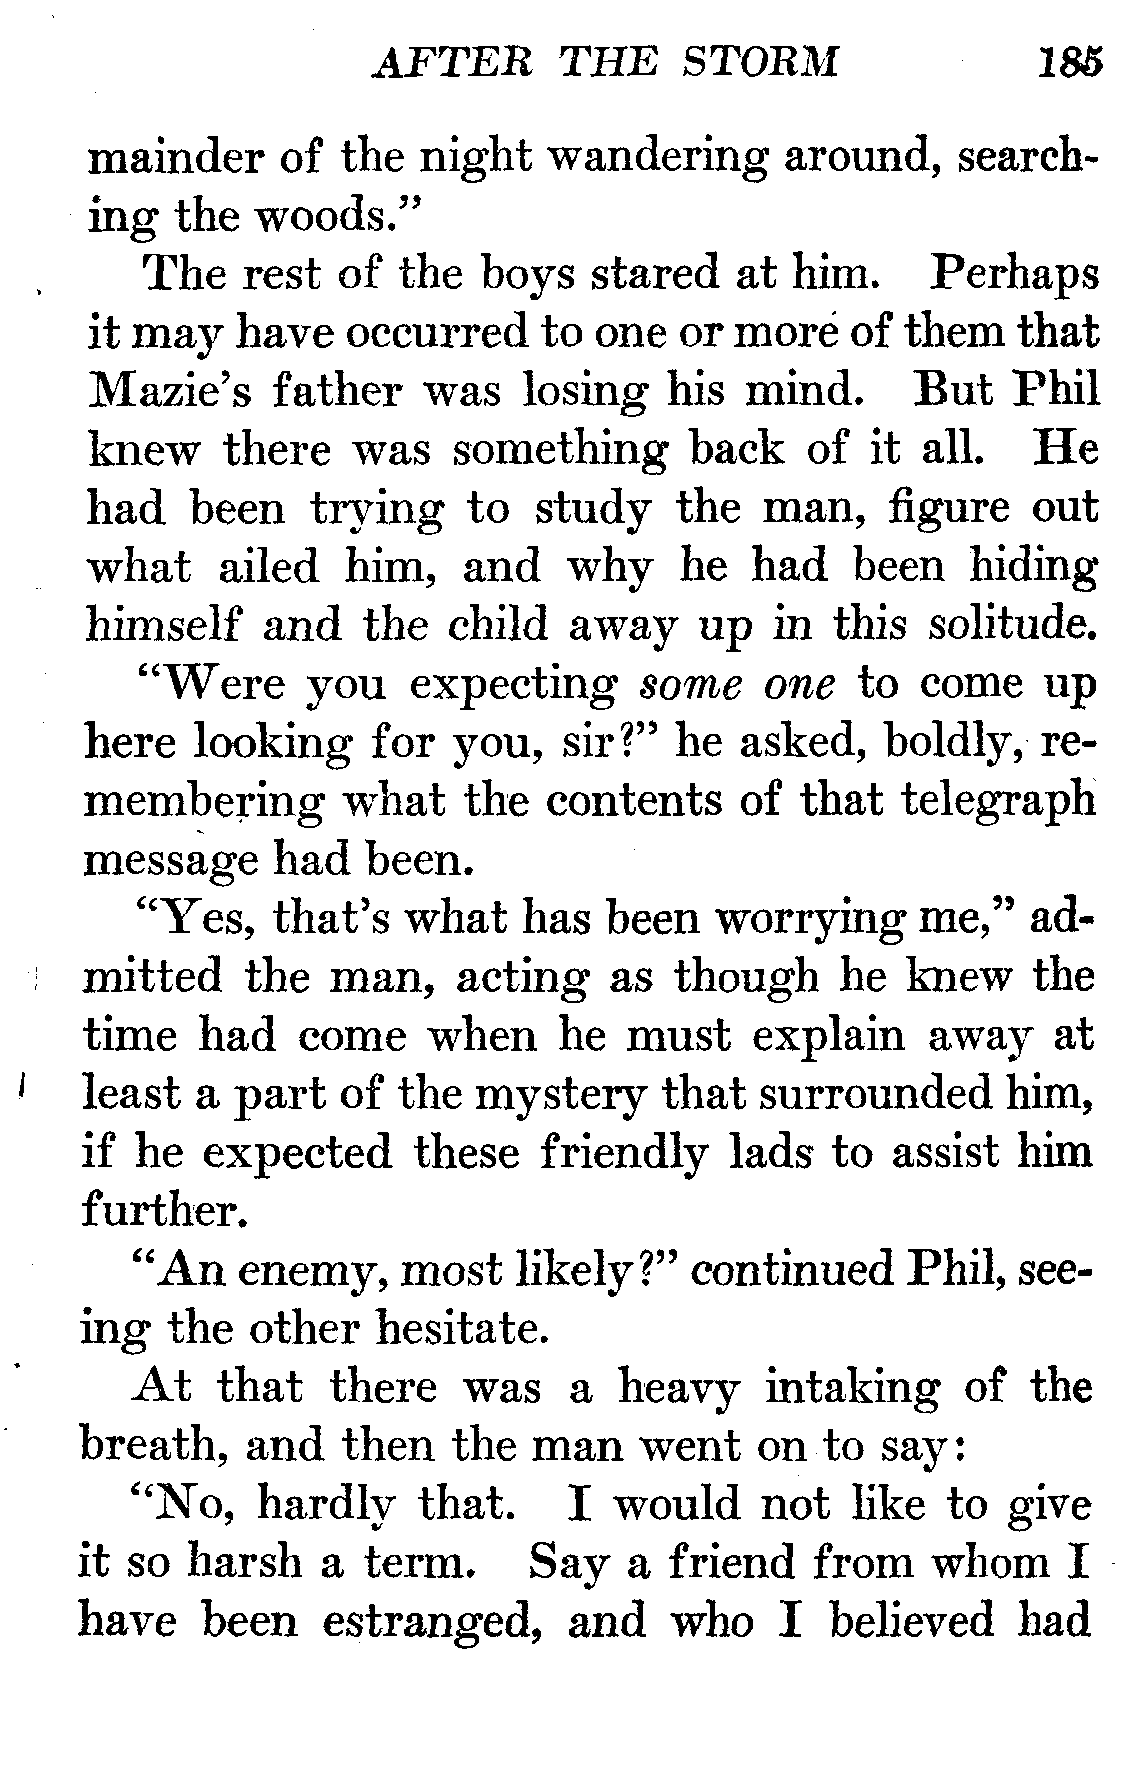 AFTER THE STORM 185
mainder of the night wandering around, search-
ing the woods.”
The rest of the boys stared at him. Perhaps
it may have occurred to one or more of them that
Mazie’s father was losing his mind. But Phil
knew there was something back of it all. He
had been trying to study the man, figure out
what ailed him, and why he had been hiding
himself and the child away up in this solitude.
“Were you expecting some one to come up
here looking for you, sir?” he asked, boldly, re-
membering what the contents of that telegraph
message had been.
“Yes, that’s what has been worrying me,” ad-
mitted the man, acting as though he knew the
time had come when he must explain away at
least a part of the mystery that surrounded him,
if he expected these friendly lads to assist him
further.
“An enemy, most likely?” continued Phil, see-
ing the other hesitate.
At that there was a heavy intaking of the
breath, and then the man went on to say:
“No, hardly that. I would not like to give
it so harsh a term. Say a friend from whom I
have been estranged, and who I believed had